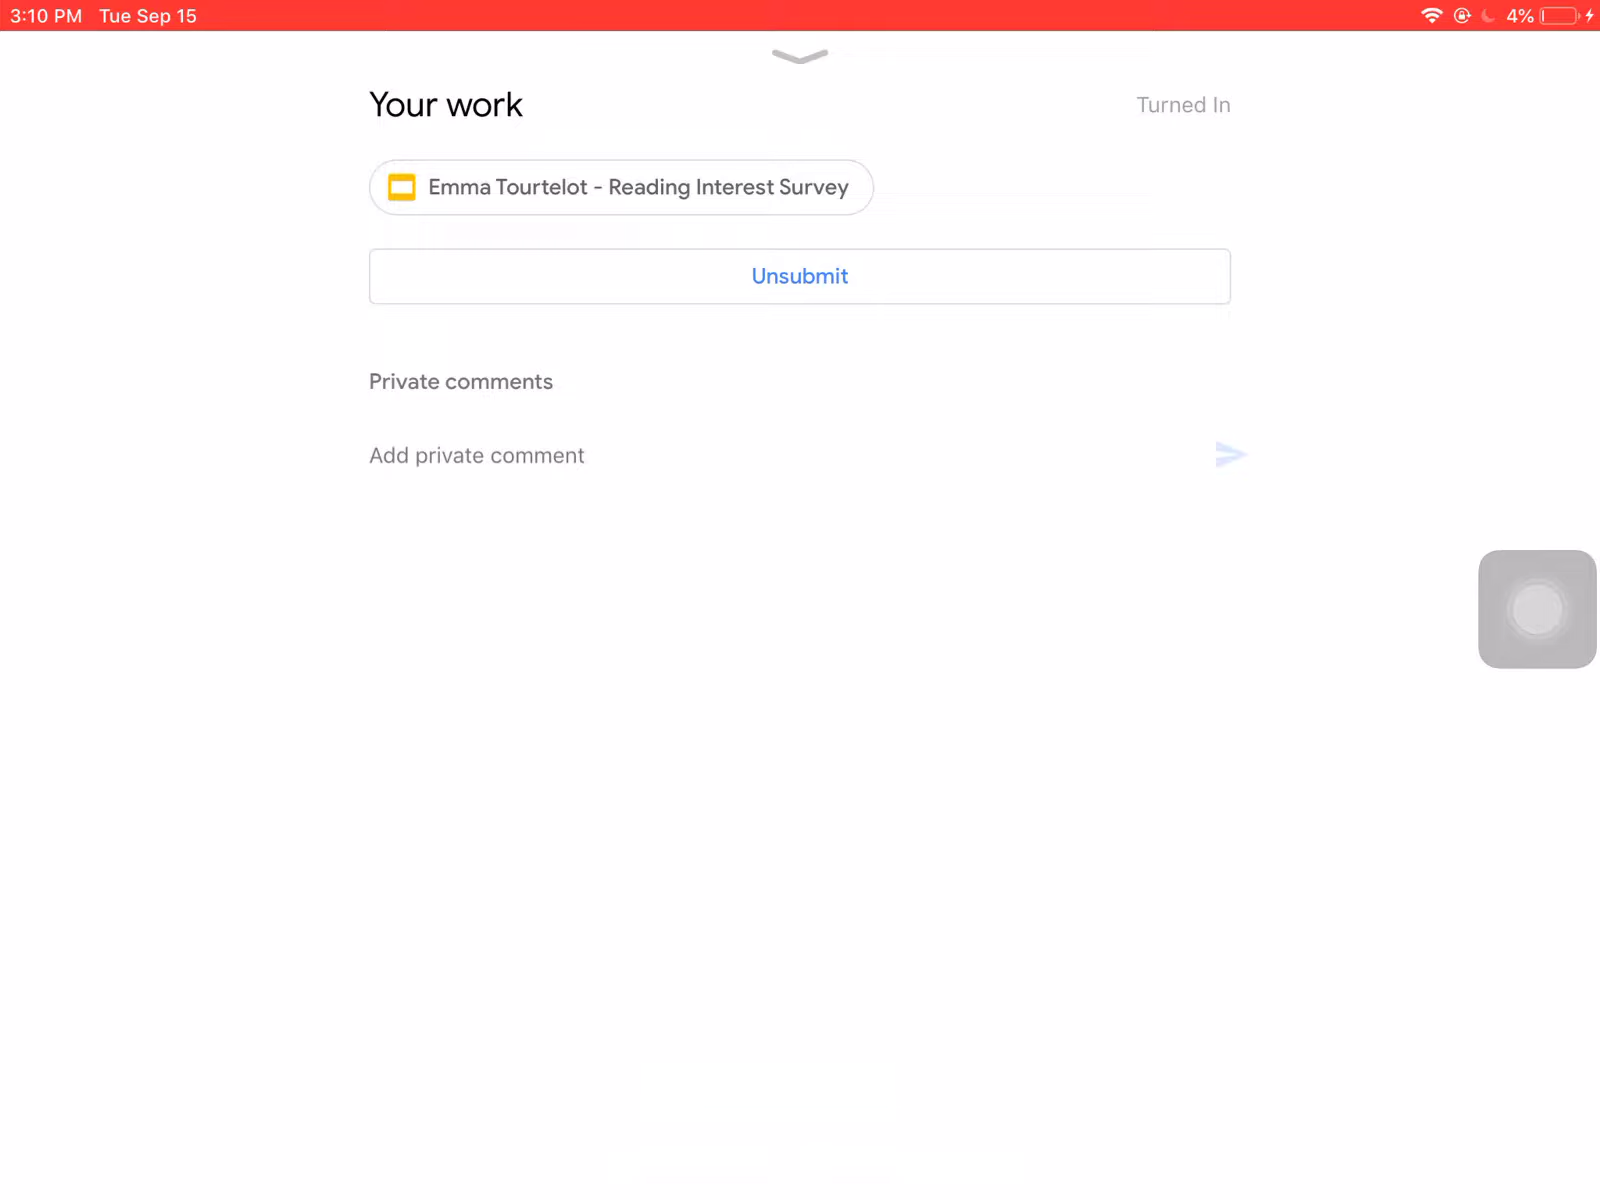 3:10 PM Tue Sep 15 4%
Your work Turned In
Emma Tourtelot - Reading Interest Survey
Unsubmit
Private comments
Add private comment